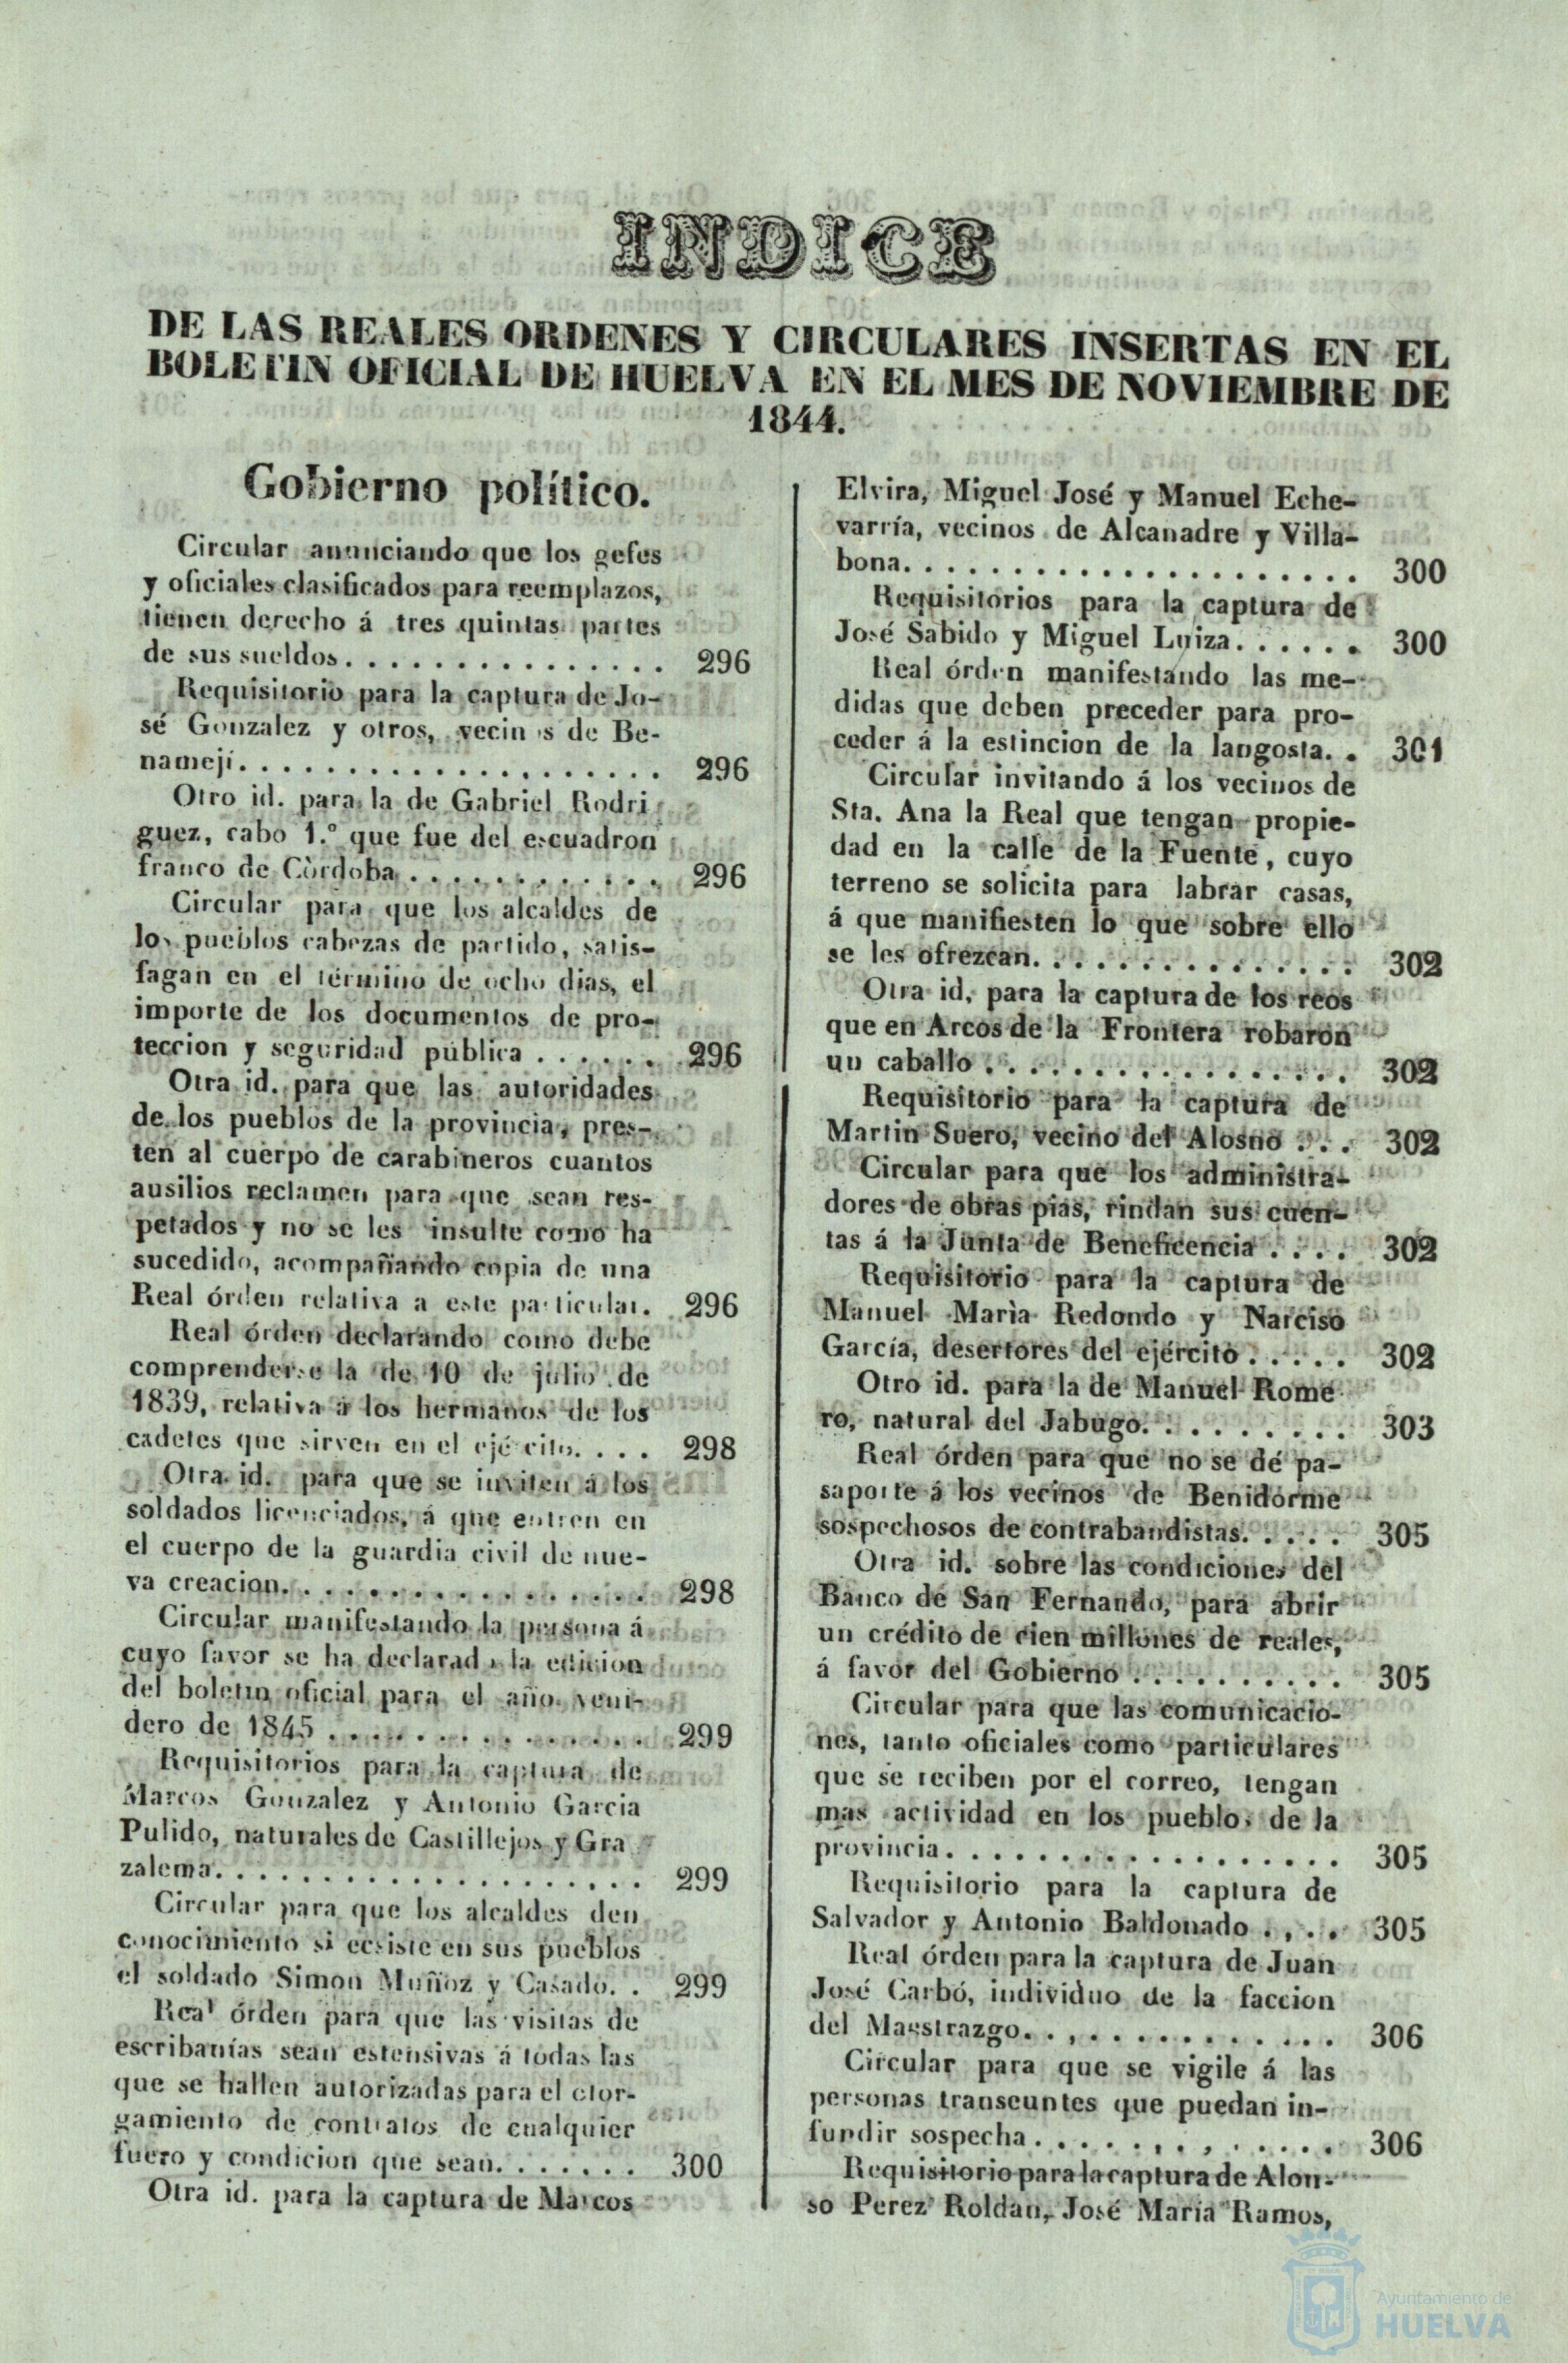 INDICE
DE LAS REALES ORDENES Y CIRCULARES INSERTAS EN EL
BOLETIN OFICIAL DE HUELVA EN EL MES DE NOVIEMBRE DE
1844.
Gobierno político.
Circular anunciando que los gefes
y oficiales clasificados para reemplazos,
tienen derecho á tres quintas partes
de sus sueldos. . . . . . . . . . . . . . . 296
Requisitorio para la captura de Jo-
sé Gonzalez y otros, vecinos de Be-
namejí. . . . . . . . . . . . . . . . . . . 296
Otro id. para la de Gabriel Rodri
guez, cabo 1.º que fue del escuadron
franco de Còrdoba . . . . . . . . . . . . 296
Circular para que los alcaldes de
los pueblos cabezas de partido, satis-
fagan en el término de ocho dias, el
importe de los documentos de pro-
teccion y seguridad pública . . . . . . 296
Otra id. para que las autoridades
de los pueblos de la provincia, pres-
ten al cuerpo de carabineros cuantos
ausilios reclamen para que sean res-
petados y no se les insulte como ha
sucedido, acompañando copia de una
Real órden relativa a este particular. 296
Real órden declarando como debe
comprenderse la de 10 de julio de
1839, relativa á los hermanos de los
cadetes que sirven en el ejército. . . . 298
Otra id. para que se inviten á los
soldados licenciados, á que entren en
el cuerpo de la guardia civil de nue-
va creacion. . . . . . . . . . . . . . . . . 298
Circular manifestando la persona á
cuyo favor se ha declarado la edicion
del boletin oficial para el año veni-
dero de 1845 . . . . . . . . . . . . . . . 299
Requisitorios para la captura de
Marcos Gonzalez y Antonio Garcia
Pulido, naturales de Castillejos y Gra
zalema. . . . . . . . . . . . . . . . . . . . 299
Circular para que los alcaldes den
conocimiento si ecsiste en sus pueblos
el soldado Simon Muñoz y Casado. . 299
Real órden para que las visitas de
escribanías sean estensivas á todas las
que se hallen autorizadas para el otor-
gamiento de contratos de cualquier
fuero y condicion que sean. . . . . . . 300
Otra id. para la captura de Marcos
Elvira, Miguel José y Manuel Eche-
varría, vecinos de Alcanadre y Villa-
bona. . . . . . . . . . . . . . . . . . . . . 300
Requisitorios para la captura de
José Sabido y Miguel Luiza. . . . . . 300
Real órden manifestando las me-
didas que deben preceder para pro-
ceder á la estincion de la langosta. . 301
Circular invitando á los vecinos de
Sta. Ana la Real que tengan propie-
dad en la calle de la Fuente, cuyo
terreno se solicita para labrar casas,
á que manifiesten lo que sobre ello
se les ofrezcan. . . . . . . . . . . . . . . 302
Otra id, para la captura de los reos
que en Arcos de la Frontera robaron
un caballo . . . . . . . . . . . . . . . . . 302
Requisitorio para la captura de
Martin Suero, vecino del Alosno . . . 302
Circular para que los administra-
dores de obras pias, rindan sus cuen-
tas á la Junta de Beneficencia . . . . 302
Requisitorio para la captura de
Manuel Marìa Redondo y Narciso
García, desertores del ejército . . . . . 302
Otro id. para la de Manuel Rome
ro, natural del Jabugo. . . . . . . . . . 303
Real órden para que no se dé pa-
saporte á los vecinos de Benidorme
sospechosos de contrabandistas. . . . . 305
Otra id. sobre las condiciones del
Banco de San Fernando, para abrir
un crédito de cien millones de reales,
á favor del Gobierno . . . . . . . . . . 305
Circular para que las comunicacio-
nes, tanto oficiales como particulares
que se reciben por el correo, tengan
mas actividad en los pueblos de la
provincia. . . . . . . . . . . . . . . . . . 305
Requisitorio para la captura de
Salvador y Antonio Baldonado . , . . 305
Real órden para la captura de Juan
José Carbó, individuo de la faccion
del Maestrazgo. . , . . . . . . . . . . . . 306
Circular para que se vigile á las
personas transeuntes que puedan in-
fundir sospecha . . . . . , . , . . . . . 306
Requisitorio para la captura de Alon-
so Perez Roldan, José Maria Ramos,
Ayuntamiento de
HUELVA